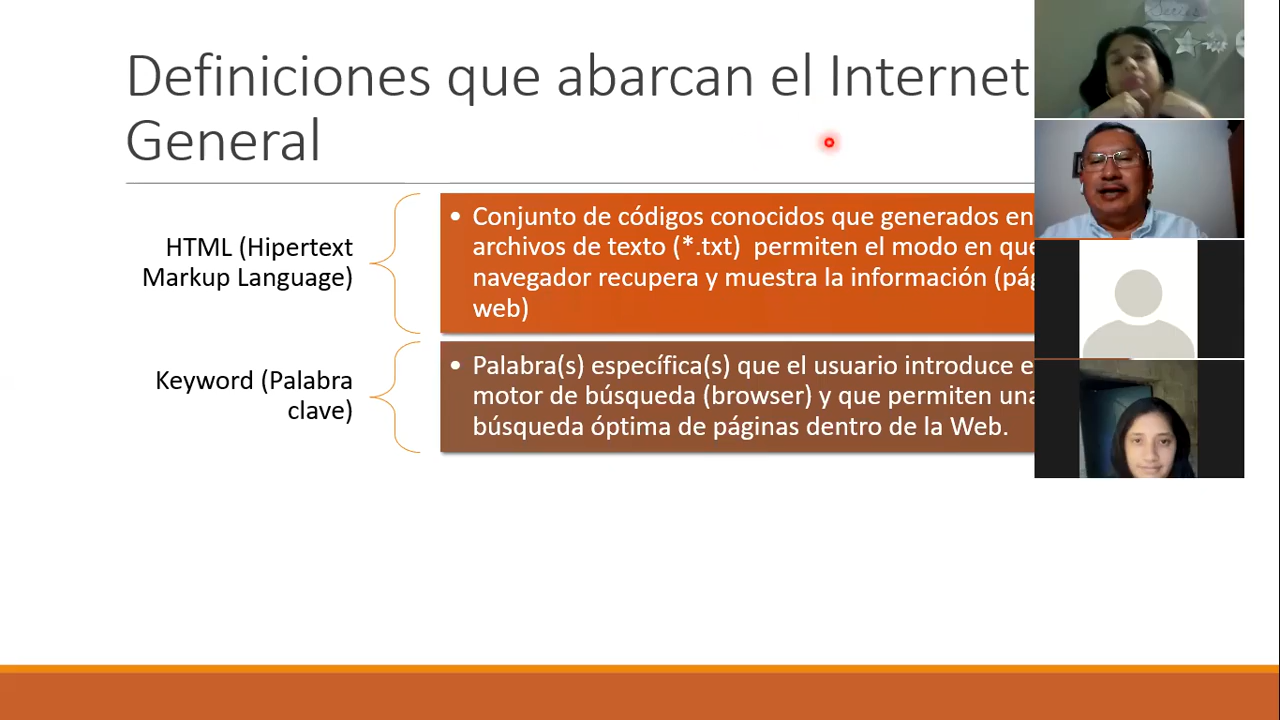 Definiciones que abarcan el Internet
General
HTML (Hipertext
Markup Language)
• Conjunto de códigos conocidos que generados en
archivos de texto (*.txt) permiten el modo en que
navegador recupera y muestra la información (pág
web)
Keyword (Palabra
clave)
• Palabra(s) específica(s) que el usuario introduce e
motor de búsqueda (browser) y que permiten una
búsqueda óptima de páginas dentro de la Web.